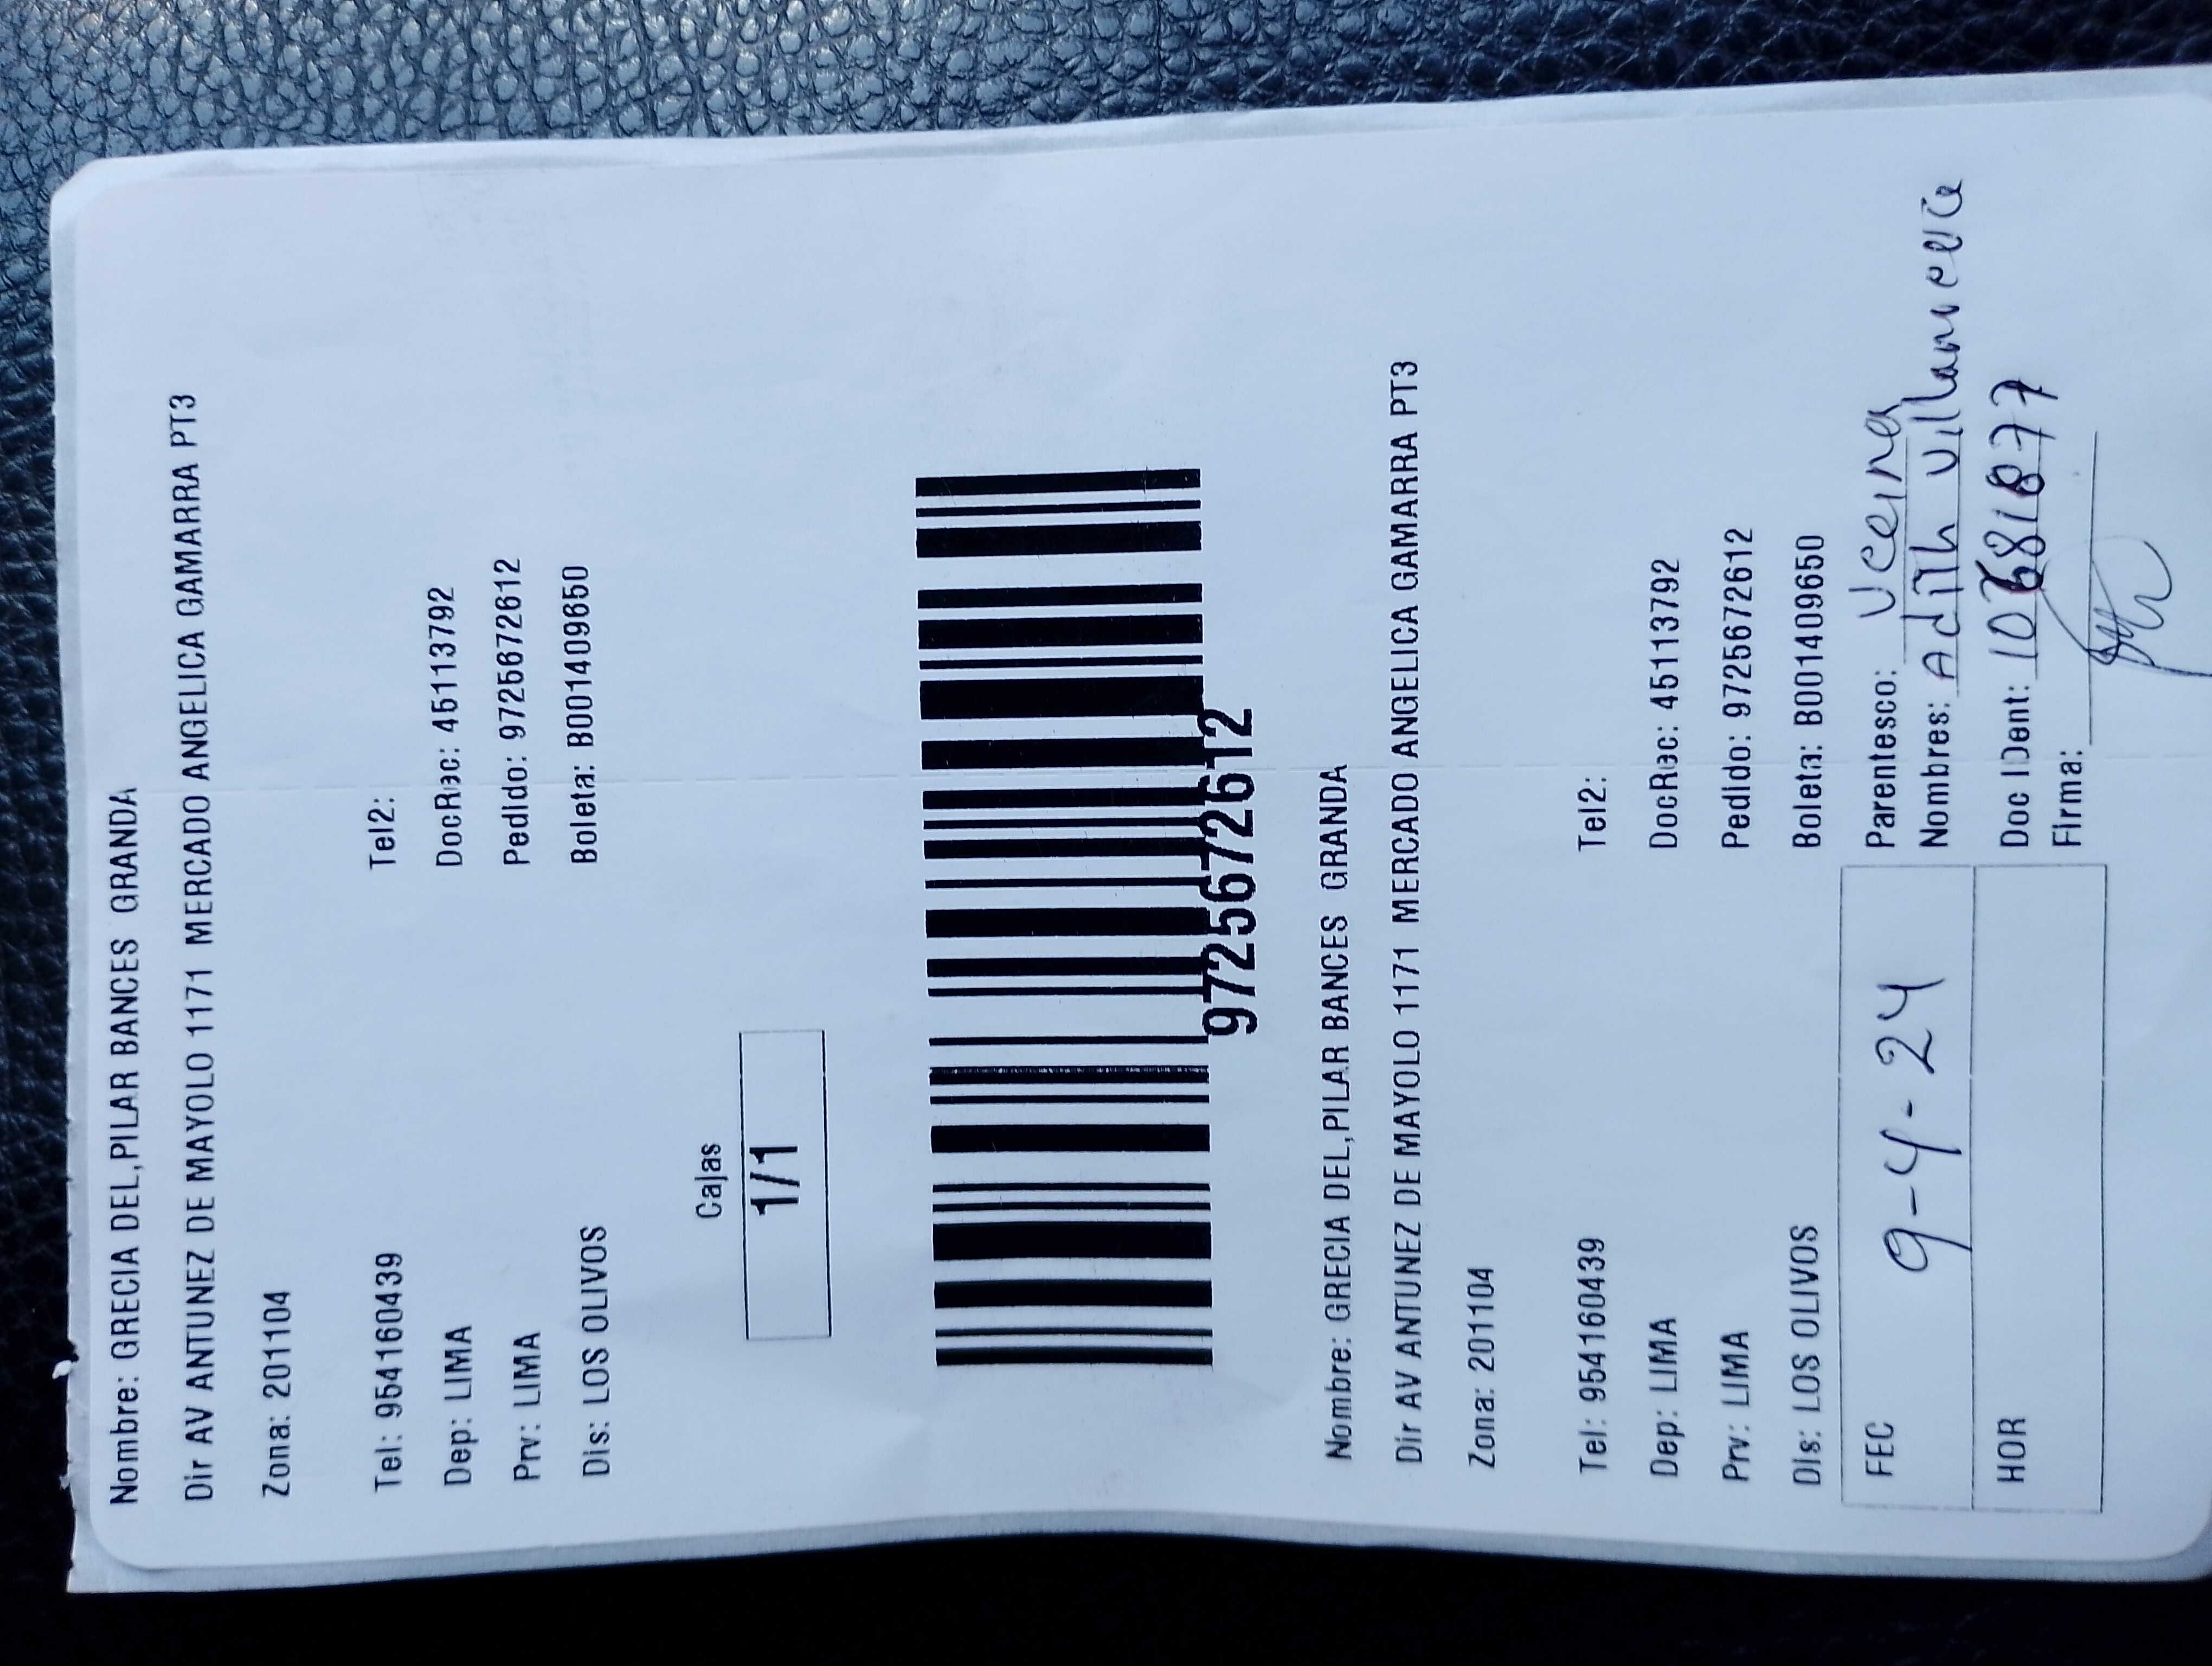 Nombre: GRECIA DEL,PILAR BANCES GRANDA
Dir AV ANTUNEZ DE MAYOLO 1171 MERCADO ANGELICA GAMARRA PT3
Zona: 201104
Tel: 954160439 Tel2:
Dep: LIMA DocRec: 45113792
Prv: LIMA Pedido: 9725672612
Dis: LOS OLIVOS Boleta: B001409650
Cajas
1/1
9725672612
Nombre: GRECIA DEL,PILAR BANCES GRANDA
Dir AV ANTUNEZ DE MAYOLO 1171 MERCADO ANGELICA GAMARRA PT3
Zona: 201104
Tel: 954160439 Tel2:
Dep: LIMA DocRec: 45113792
Prv: LIMA Pedido: 9725672612
Dis: LOS OLIVOS Boleta: B001409650
FEC 9-4-24 Parentesco: Vecina
Nombres: Adith Villanueva
HOR Doc IDent: 10681877
Firma: